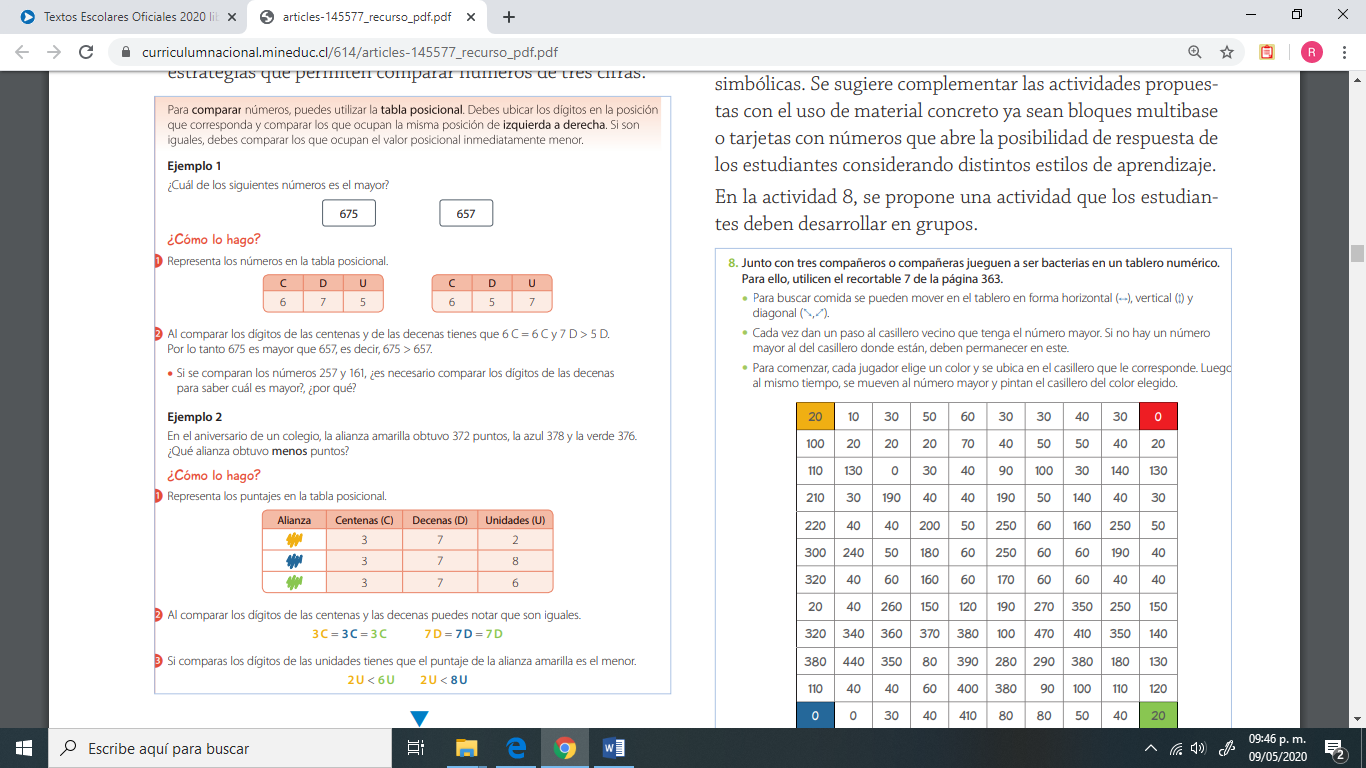 Textos Escolares Oficiales 2020 lib
articles-145577_recurso_pdf.pdf
curriculumnacional.mineduc.cl/614/articles-145577_recurso_pdf.pdf
R
estrategias que permiten comparar números de tres cifras.
Para comparar números, puedes utilizar la tabla posicional. Debes ubicar los dígitos en la posición
que corresponda y comparar los que ocupan la misma posición de izquierda a derecha. Si son
iguales, debes comparar los que ocupan el valor posicional inmediatamente menor.
Ejemplo 1
¿Cuál de los siguientes números es el mayor?
675 657
¿Cómo lo hago?
1 Representa los números en la tabla posicional.
C D U C D U
6 7 5 6 5 7
2 Al comparar los dígitos de las centenas y de las decenas tienes que 6 C = 6 C y 7 D > 5 D.
Por lo tanto 675 es mayor que 657, es decir, 675 > 657.
• Si se comparan los números 257 y 161, ¿es necesario comparar los dígitos de las decenas
para saber cuál es mayor?, ¿por qué?
Ejemplo 2
En el aniversario de un colegio, la alianza amarilla obtuvo 372 puntos, la azul 378 y la verde 376.
¿Qué alianza obtuvo menos puntos?
¿Cómo lo hago?
1 Representa los puntajes en la tabla posicional.
Alianza Centenas (C) Decenas (D) Unidades (U)
3 7 2
3 7 8
3 7 6
2 Al comparar los dígitos de las centenas y las decenas puedes notar que son iguales.
3 C = 3 C = 3 C 7 D = 7 D = 7 D
3 Si comparas los dígitos de las unidades tienes que el puntaje de la alianza amarilla es el menor.
2 U < 6 U 2 U < 8 U
simbólicas. Se sugiere complementar las actividades propues-
tas con el uso de material concreto ya sean bloques multibase
o tarjetas con números que abre la posibilidad de respuesta de
los estudiantes considerando distintos estilos de aprendizaje.
En la actividad 8, se propone una actividad que los estudian-
tes deben desarrollar en grupos.
8. Junto con tres compañeros o compañeras jueguen a ser bacterias en un tablero numérico.
Para ello, utilicen el recortable 7 de la página 363.
• Para buscar comida se pueden mover en el tablero en forma horizontal (↔), vertical (↕) y
diagonal (⤡,⤢).
• Cada vez dan un paso al casillero vecino que tenga el número mayor. Si no hay un número
mayor al del casillero donde están, deben permanecer en este.
• Para comenzar, cada jugador elige un color y se ubica en el casillero que le corresponde. Luego
al mismo tiempo, se mueven al número mayor y pintan el casillero del color elegido.
20 10 30 50 60 30 30 40 30 0
100 20 20 20 70 40 50 50 40 20
110 130 0 30 40 90 100 30 140 130
210 30 190 40 40 190 50 140 40 30
220 40 40 200 50 250 60 160 250 50
300 240 50 180 60 250 60 60 190 40
320 40 60 160 60 170 60 60 40 40
20 40 260 150 120 190 270 350 250 150
320 340 360 370 380 100 470 410 350 140
380 440 350 80 390 280 290 380 180 130
110 40 40 60 400 380 90 100 110 120
0 0 30 40 410 80 80 50 40 20
Escribe aquí para buscar
09:46 p. m.
09/05/2020
2